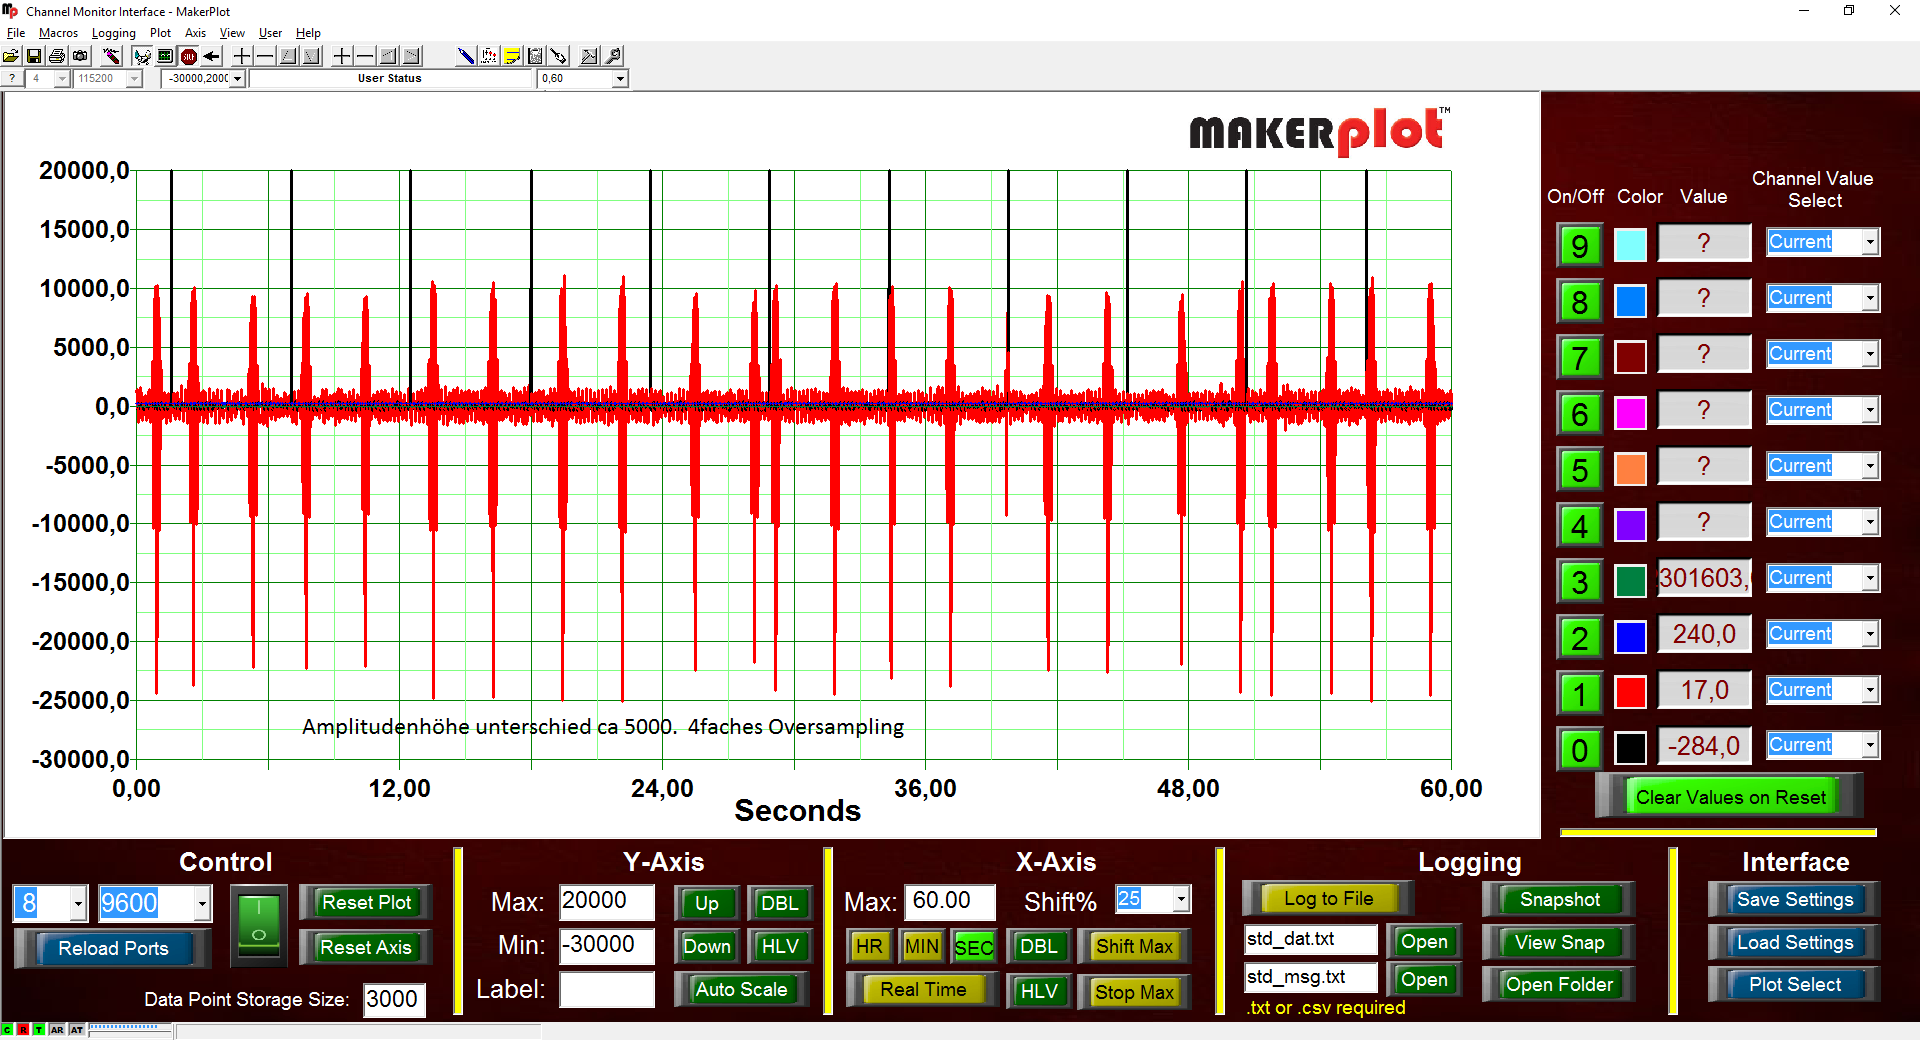 Channel Monitor Interface - MakerPlot
File Macros Logging Plot Axis View User Help
? 4 115200 -30000,2000 User Status 0,60
MAKERplot™
20000,0
15000,0
10000,0
5000,0
0,0
-5000,0
-10000,0
-15000,0
-20000,0
-25000,0
-30000,0
Amplitudenhöhe unterschied ca 5000. 4faches Oversampling
0,00 12,00 24,00 36,00 48,00 60,00
Seconds
On/Off Color Value Channel Value Select
9 ? Current
8 ? Current
7 ? Current
6 ? Current
5 ? Current
4 ? Current
3 301603, Current
2 240,0 Current
1 17,0 Current
0 -284,0 Current
Clear Values on Reset
Control
8 9600 Reset Plot
Reload Ports Reset Axis
Data Point Storage Size: 3000
Y-Axis
Max: 20000 Up DBL
Min: -30000 Down HLV
Label: Auto Scale
X-Axis
Max: 60.00 Shift% 25
HR MIN SEC DBL Shift Max
Real Time HLV Stop Max
Logging
Log to File Snapshot
std_dat.txt Open View Snap
std_msg.txt Open Open Folder
.txt or .csv required
Interface
Save Settings
Load Settings
Plot Select
C R T AR AT